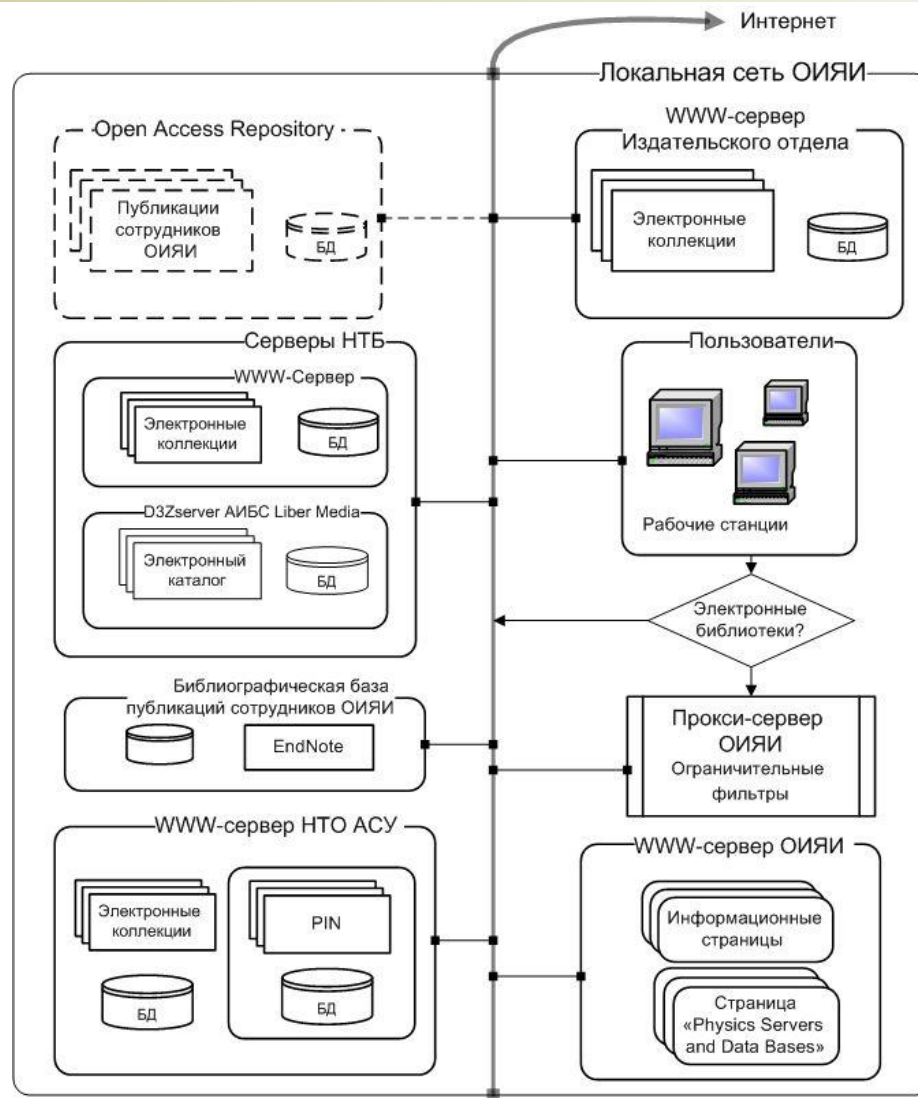 Интернет
Локальная сеть ОИЯИ
Open Access Repository
Публикации
сотрудников
ОИЯИ
БД
WWW-сервер
Издательского отдела
Электронные
коллекции
БД
Серверы НТБ
WWW-Сервер
Электронные
коллекции
БД
D3Zserver АИБС Liber Media
Электронный
каталог
БД
Пользователи
Рабочие станции
Электронные
библиотеки?
Библиографическая база
публикаций сотрудников ОИЯИ
EndNote
Прокси-сервер
ОИЯИ
Ограничительные
фильтры
WWW-сервер НТО АСУ
Электронные
коллекции
БД
PIN
БД
WWW-сервер ОИЯИ
Информационные
страницы
Страница
«Physics Servers
and Data Bases»